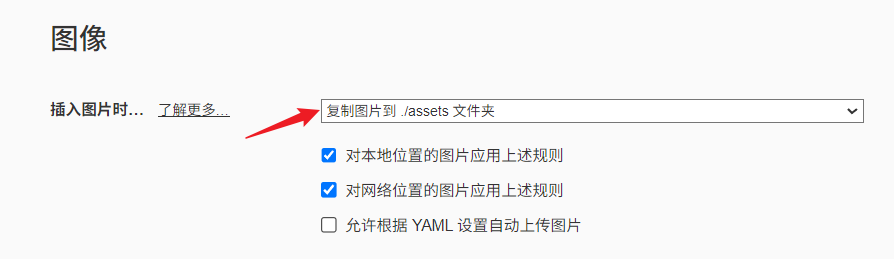 图像
插入图片时... 了解更多... 复制图片到 ./assets 文件夹
对本地位置的图片应用上述规则
对网络位置的图片应用上述规则
允许根据 YAML 设置自动上传图片